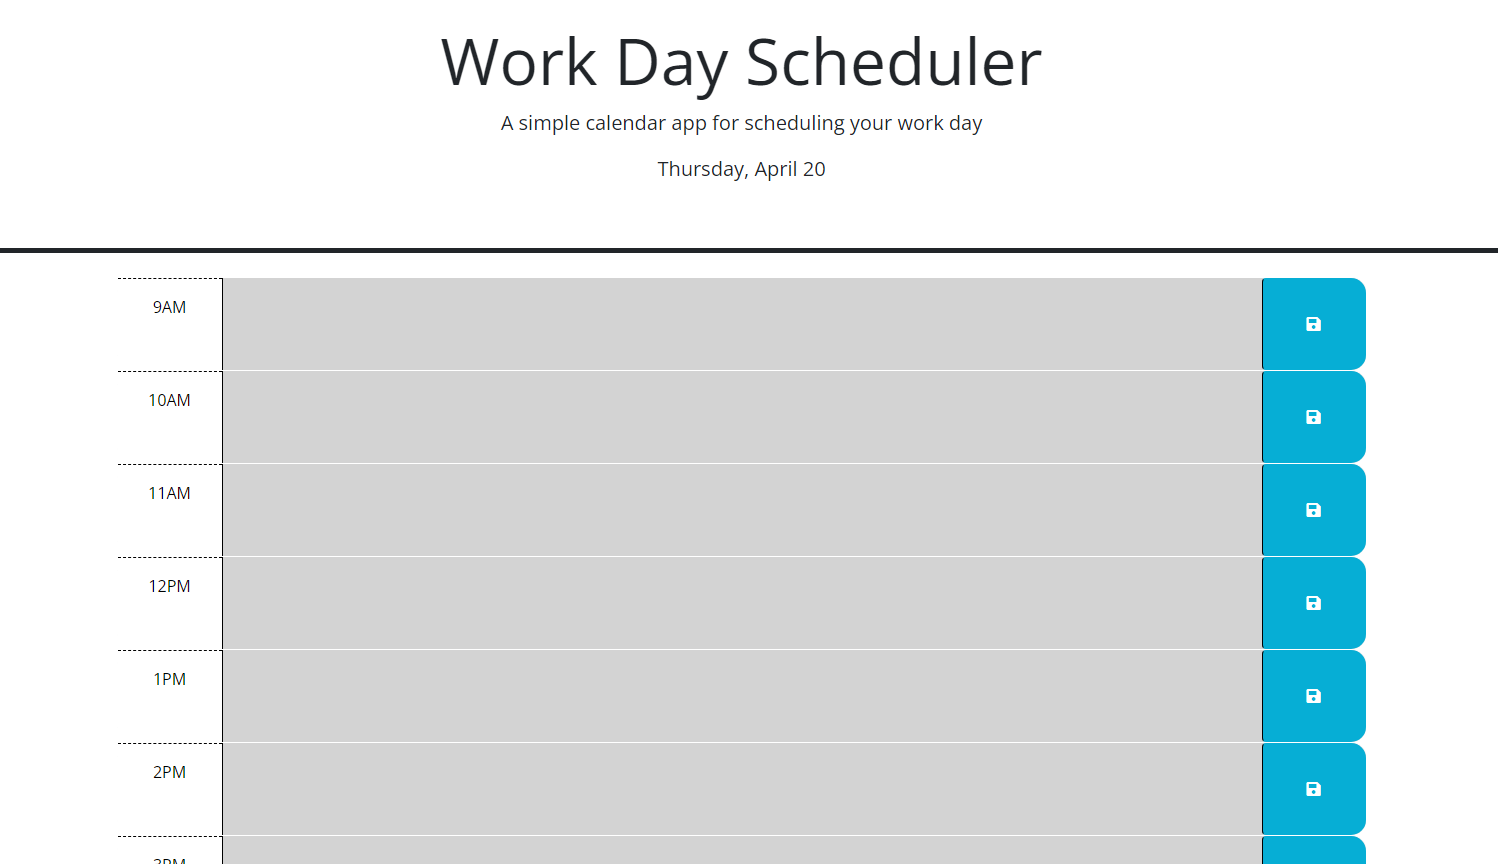 Work Day Scheduler
A simple calendar app for scheduling your work day
Thursday, April 20
9AM
10AM
11AM
12PM
1PM
2PM
3PM